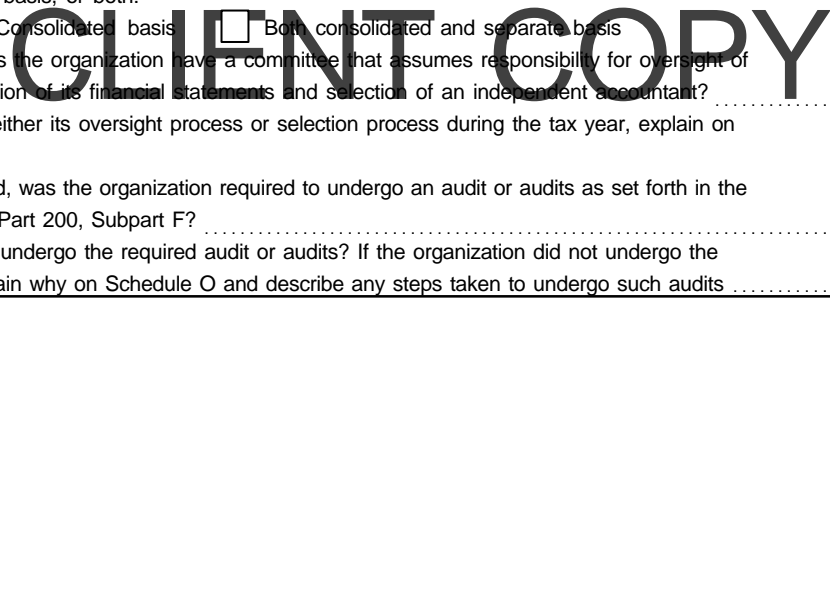 basis, or both:
Consolidated basis Both consolidated and separate basis
s the organization have a committee that assumes responsibility for oversight of
ion of its financial statements and selection of an independent accountant?
either its oversight process or selection process during the tax year, explain on
d, was the organization required to undergo an audit or audits as set forth in the
Part 200, Subpart F?
undergo the required audit or audits? If the organization did not undergo the
ain why on Schedule O and describe any steps taken to undergo such audits
CLIENT COPY